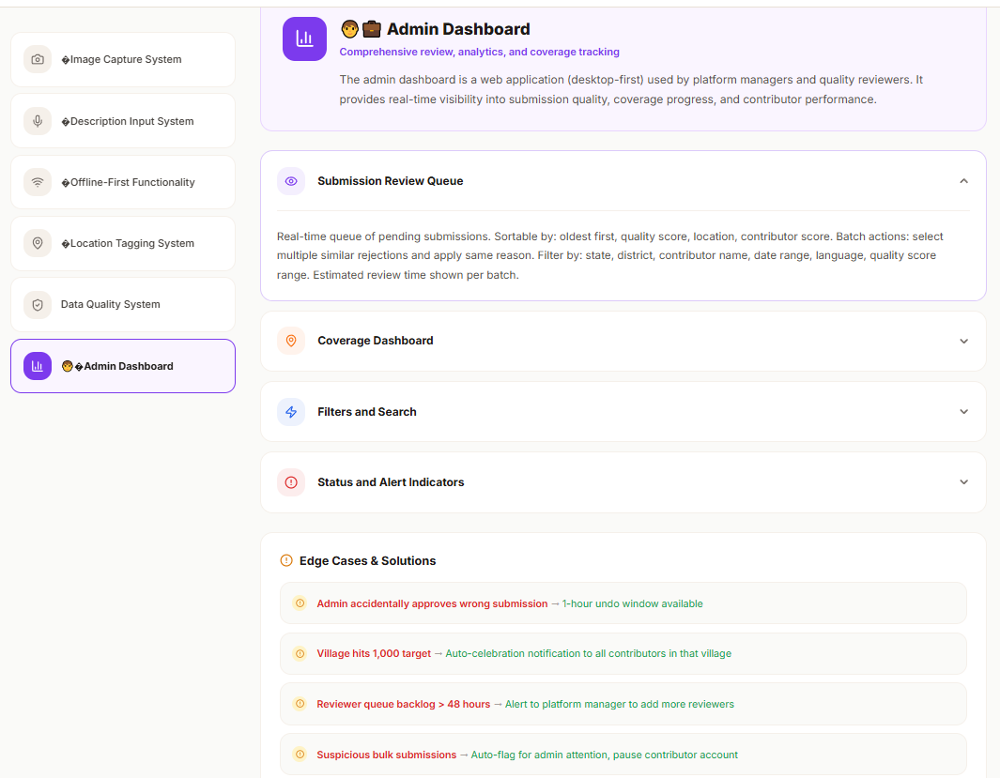 �Image Capture System
�Description Input System
�Offline-First Functionality
�Location Tagging System
Data Quality System
🧑�Admin Dashboard
🧑💼 Admin Dashboard
Comprehensive review, analytics, and coverage tracking
The admin dashboard is a web application (desktop-first) used by platform managers and quality reviewers. It
provides real-time visibility into submission quality, coverage progress, and contributor performance.
Submission Review Queue
Real-time queue of pending submissions. Sortable by: oldest first, quality score, location, contributor score. Batch actions: select
multiple similar rejections and apply same reason. Filter by: state, district, contributor name, date range, language, quality score
range. Estimated review time shown per batch.
Coverage Dashboard
Filters and Search
Status and Alert Indicators
Edge Cases & Solutions
Admin accidentally approves wrong submission → 1-hour undo window available
Village hits 1,000 target → Auto-celebration notification to all contributors in that village
Reviewer queue backlog > 48 hours → Alert to platform manager to add more reviewers
Suspicious bulk submissions → Auto-flag for admin attention, pause contributor account